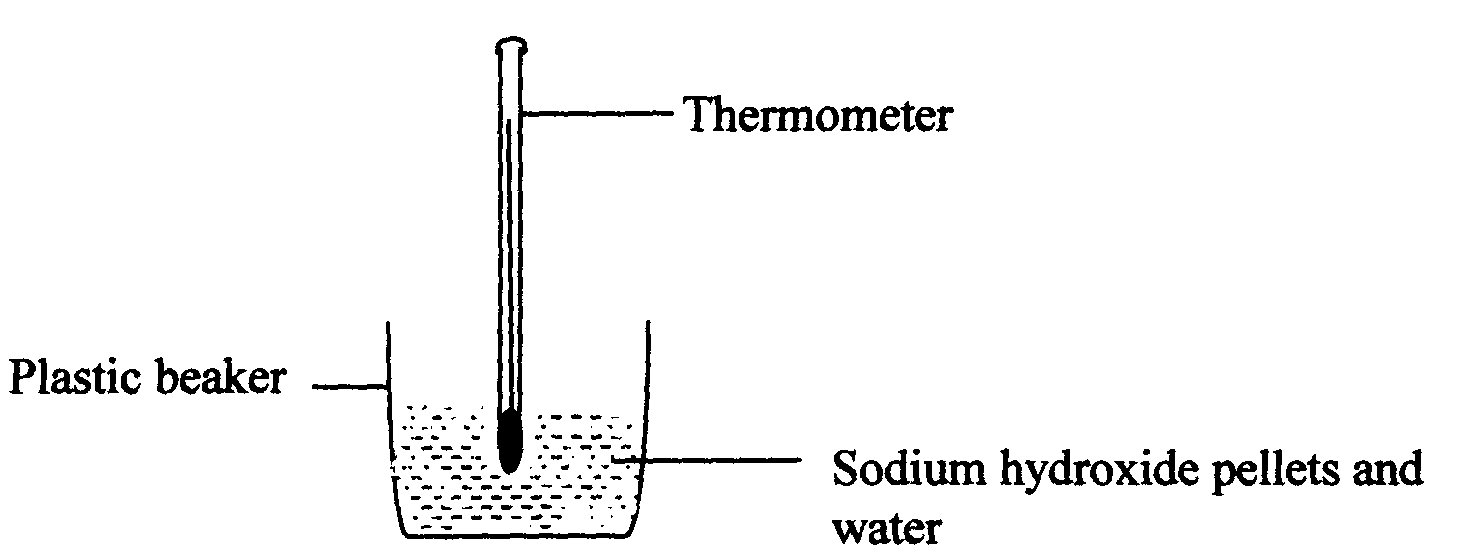 Thermometer
Plastic beaker
Sodium hydroxide pellets and
water